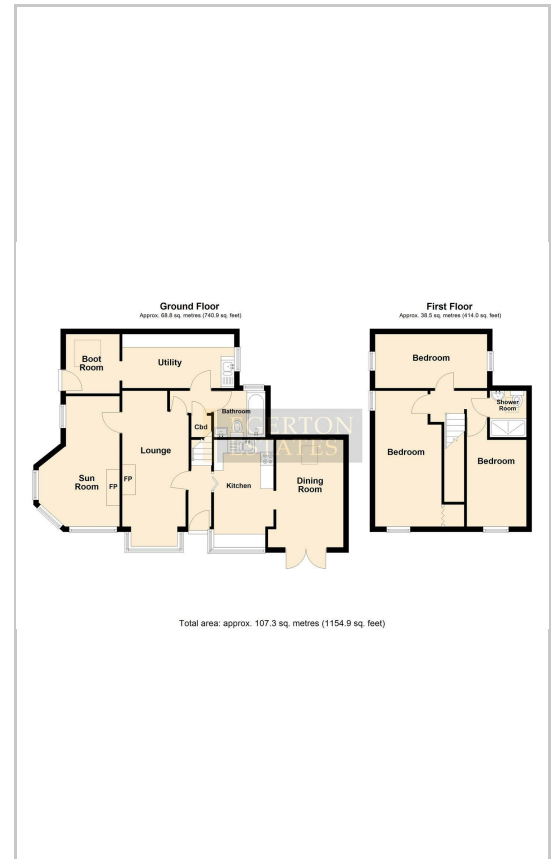 Ground Floor
Approx. 68.8 sq. metres (740.9 sq. feet)
Boot
Room
Utility
Bathroom
Cbd
Lounge
Sun
Room
FP
FP
Kitchen
Dining
Room
First Floor
Approx. 38.5 sq. metres (414.0 sq. feet)
Bedroom
Shower
Room
Bedroom
Bedroom
EGERTON
ESTATES
Total area: approx. 107.3 sq. metres (1154.9 sq. feet)